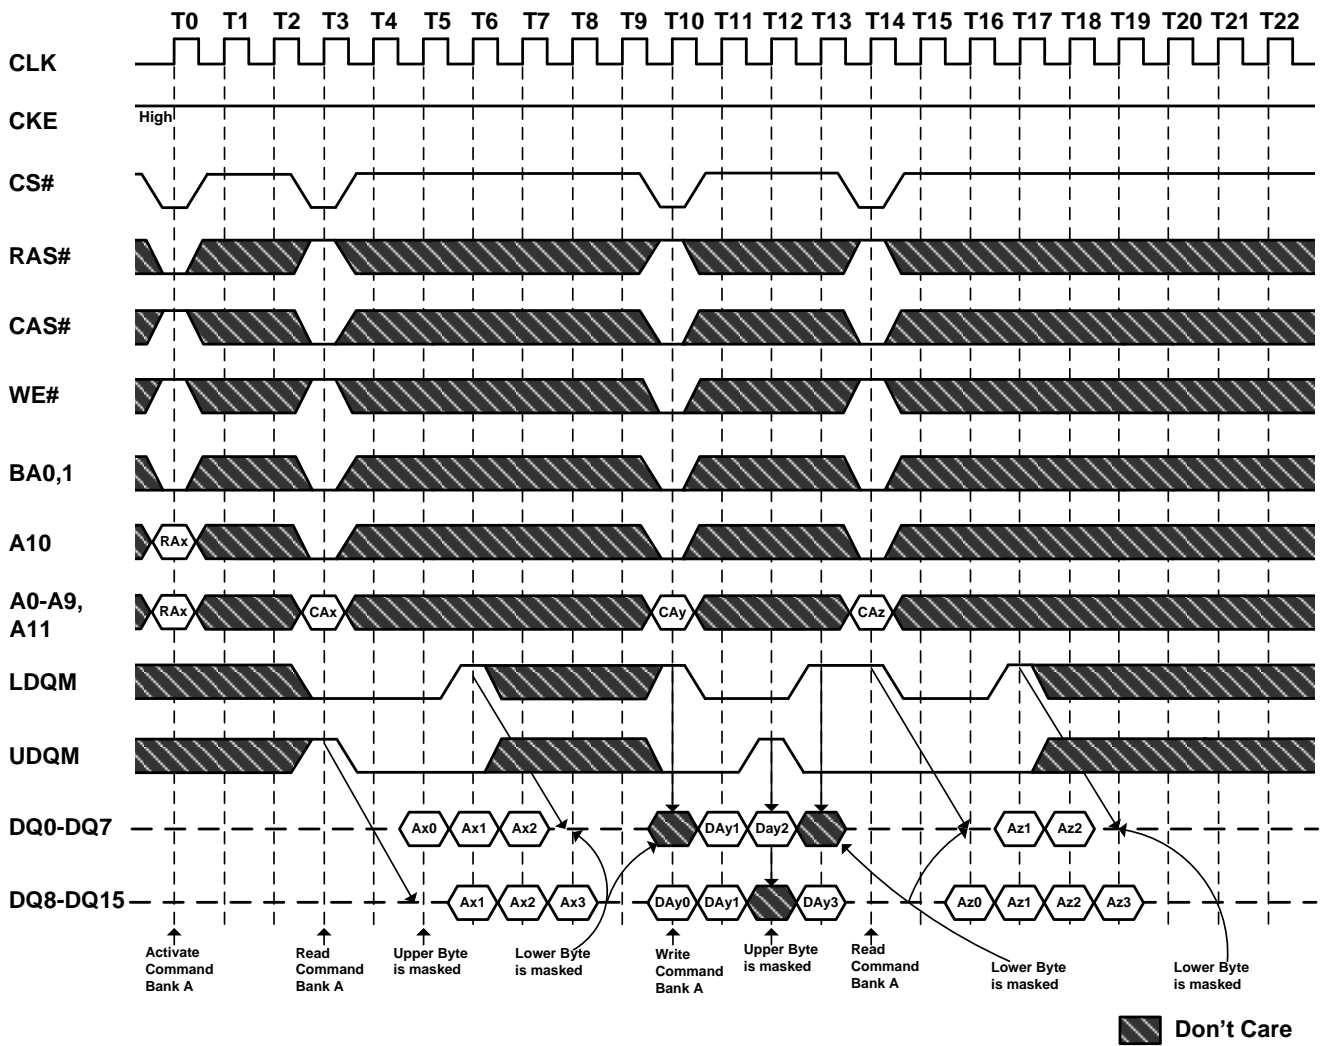 T0 T1 T2 T3 T4 T5 T6 T7 T8 T9 T10 T11 T12 T13 T14 T15 T16 T17 T18 T19 T20 T21 T22
CLK
CKE
High
CS#
RAS#
CAS#
WE#
BA0,1
A10
RAx
A0-A9,
A11
RAx CAx CAy CAz
LDQM
UDQM
DQ0-DQ7
Ax0 Ax1 Ax2 DAy1 Day2 Az1 Az2
DQ8-DQ15
Ax1 Ax2 Ax3 DAy0 DAy1 DAy3 Az0 Az1 Az2 Az3
Activate
Command
Bank A
Read
Command
Bank A
Upper Byte
is masked
Lower Byte
is masked
Write
Command
Bank A
Upper Byte
is masked
Read
Command
Bank A
Lower Byte
is masked
Lower Byte
is masked
Don't Care